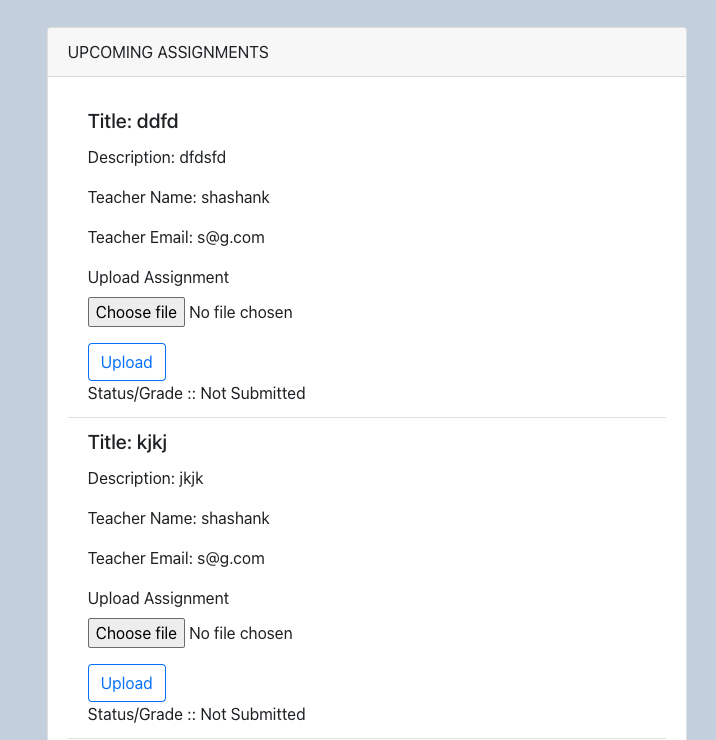 UPCOMING ASSIGNMENTS
Title: ddfd
Description: dfdsfd
Teacher Name: shashank
Teacher Email: s@g.com
Upload Assignment
Choose file No file chosen
Upload
Status/Grade :: Not Submitted
Title: kjkj
Description: jkjk
Teacher Name: shashank
Teacher Email: s@g.com
Upload Assignment
Choose file No file chosen
Upload
Status/Grade :: Not Submitted